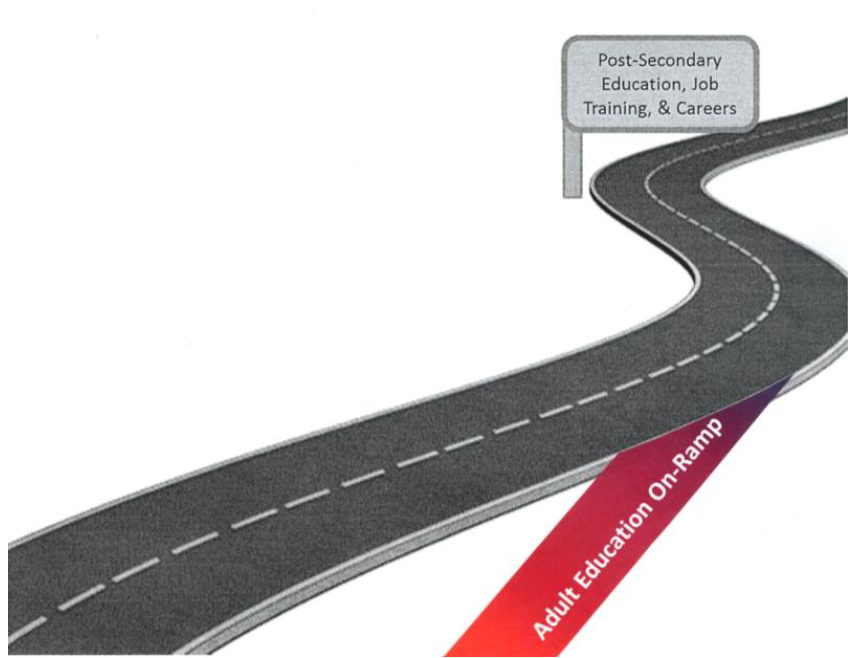 Post-Secondary
Education, Job
Training, & Careers
Adult Education On-Ramp